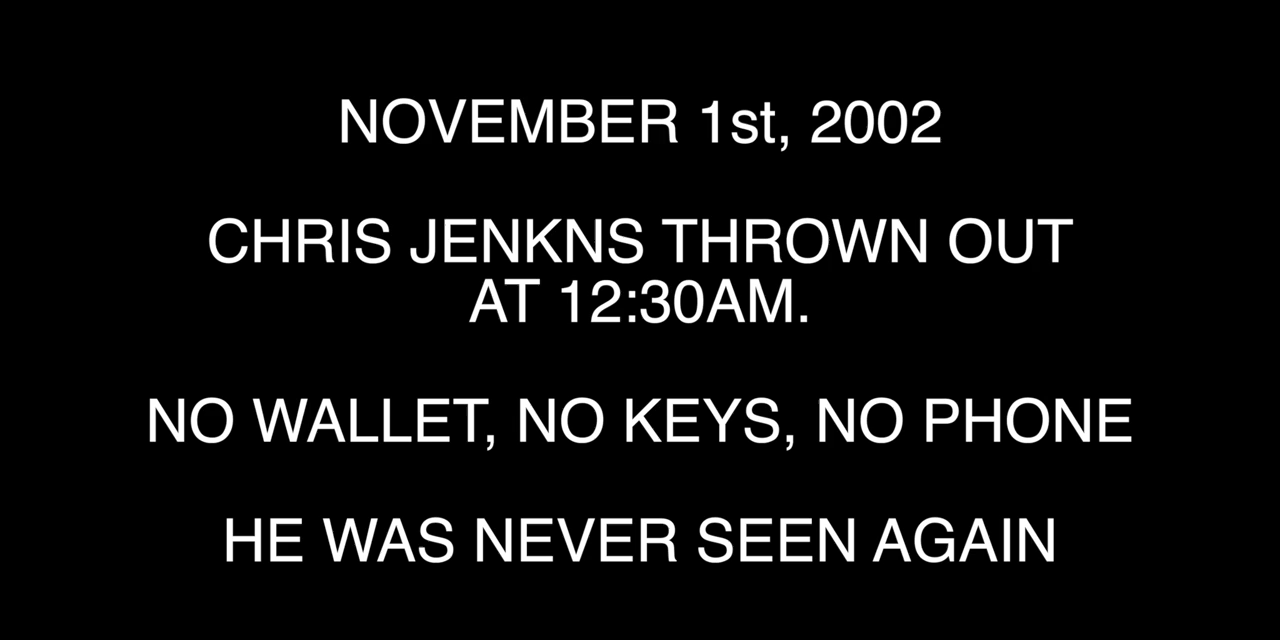 NOVEMBER 1st, 2002
CHRIS JENKNS THROWN OUT
AT 12:30AM.
NO WALLET, NO KEYS, NO PHONE
HE WAS NEVER SEEN AGAIN